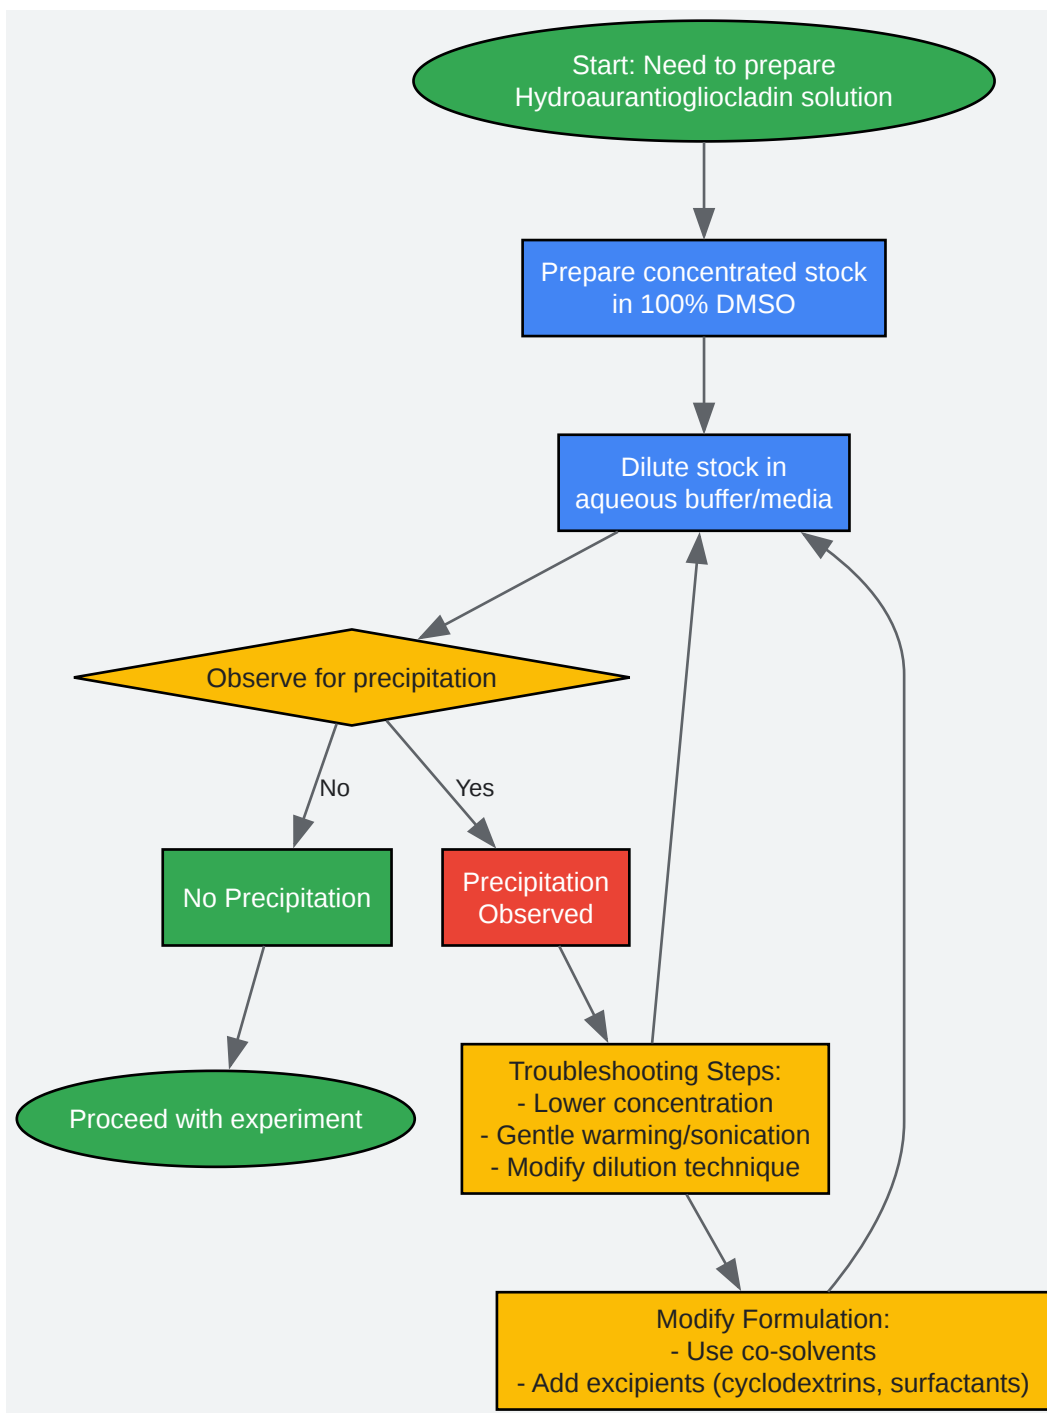 Start: Need to prepare
Hydroaurantiogliocladin solution
Prepare concentrated stock
in 100% DMSO
Dilute stock in
aqueous buffer/media
Observe for precipitation
No
Yes
No Precipitation
Precipitation
Observed
Proceed with experiment
Troubleshooting Steps:
- Lower concentration
- Gentle warming/sonication
- Modify dilution technique
Modify Formulation:
- Use co-solvents
- Add excipients (cyclodextrins, surfactants)